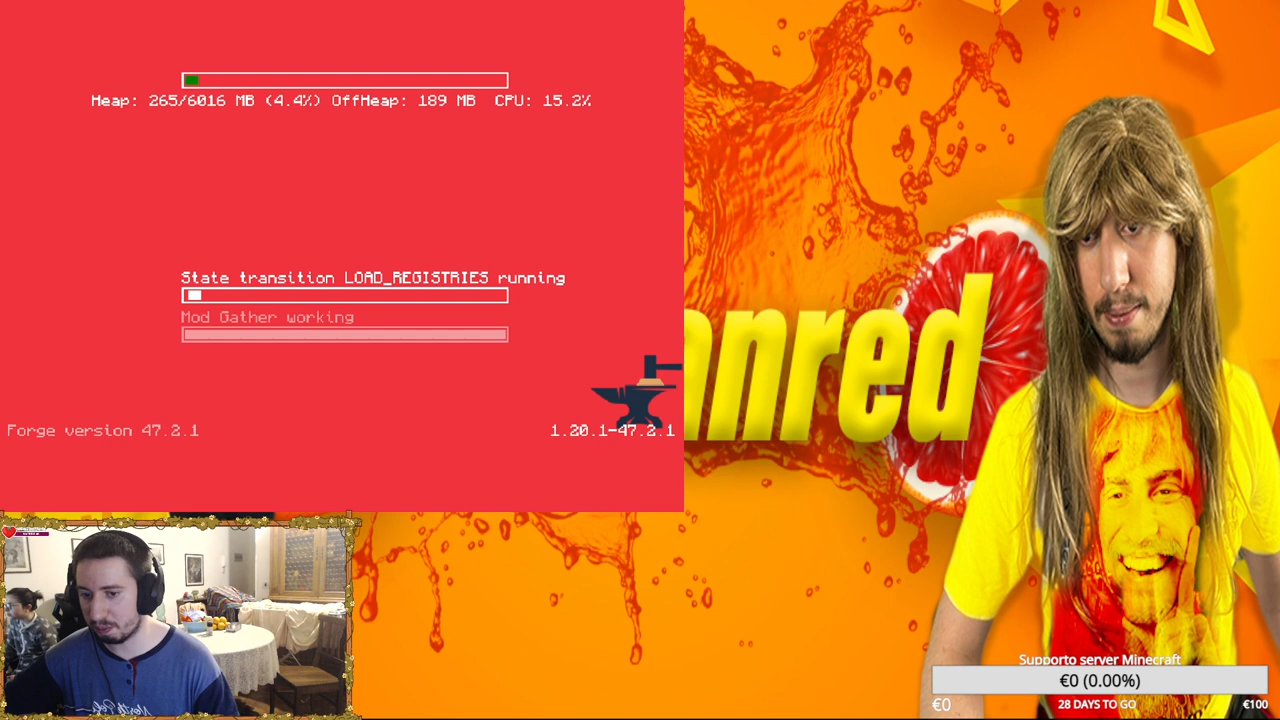 Heap: 265/6016 MB (4.4%) OffHeap: 189 MB  CPU: 15.2%
State transition LOAD_REGISTRIES running
Mod Gather working
anred
Forge version 47.2.1
1.20.1-47.2.1
Supporto server Minecraft
€0 (0.00%)
€0
28 DAYS TO GO
€100